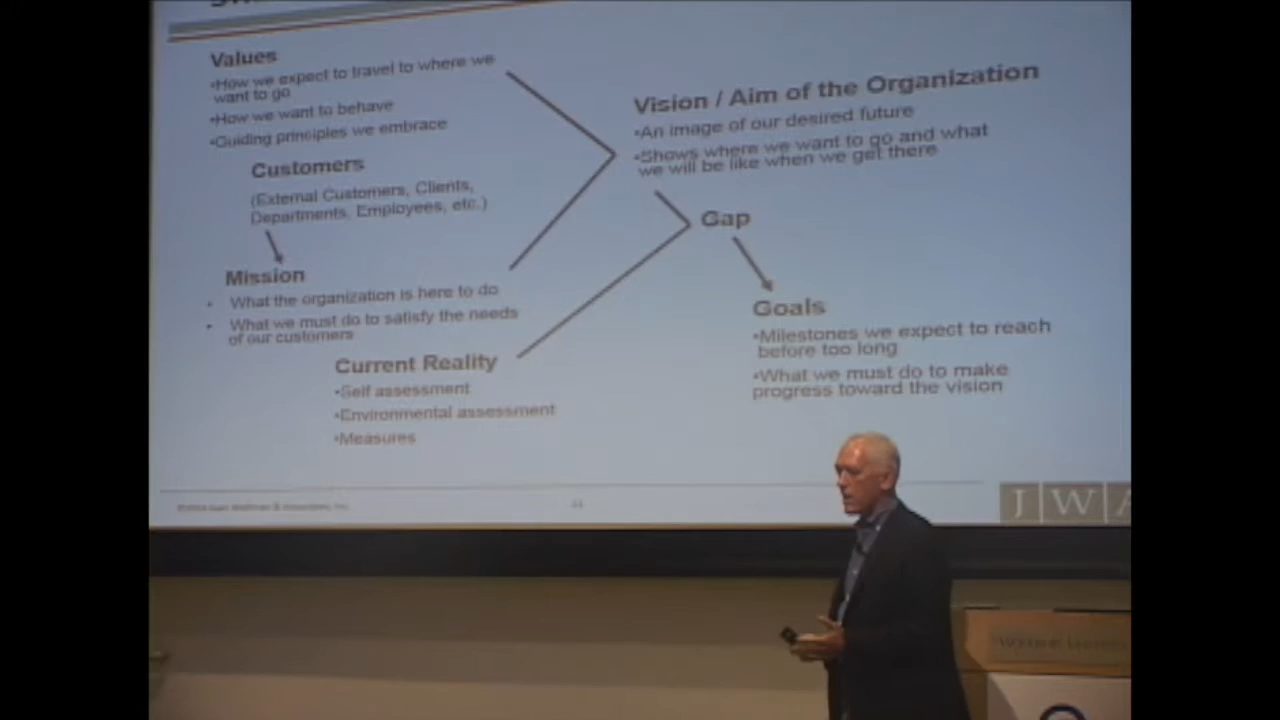 Values
•How we expect to travel to where we
want to go
•How we want to behave
•Guiding principles we embrace
Customers
(External Customers, Clients,
Departments, Employees, etc.)
Mission
• What the organization is here to do
• What we must do to satisfy the needs
of our customers
Current Reality
•Self assessment
•Environmental assessment
•Measures
Vision / Aim of the Organization
•An image of our desired future
•Shows where we want to go and what
we will be like when we get there
Gap
Goals
•Milestones we expect to reach
before too long
•What we must do to make
progress toward the vision
J W A